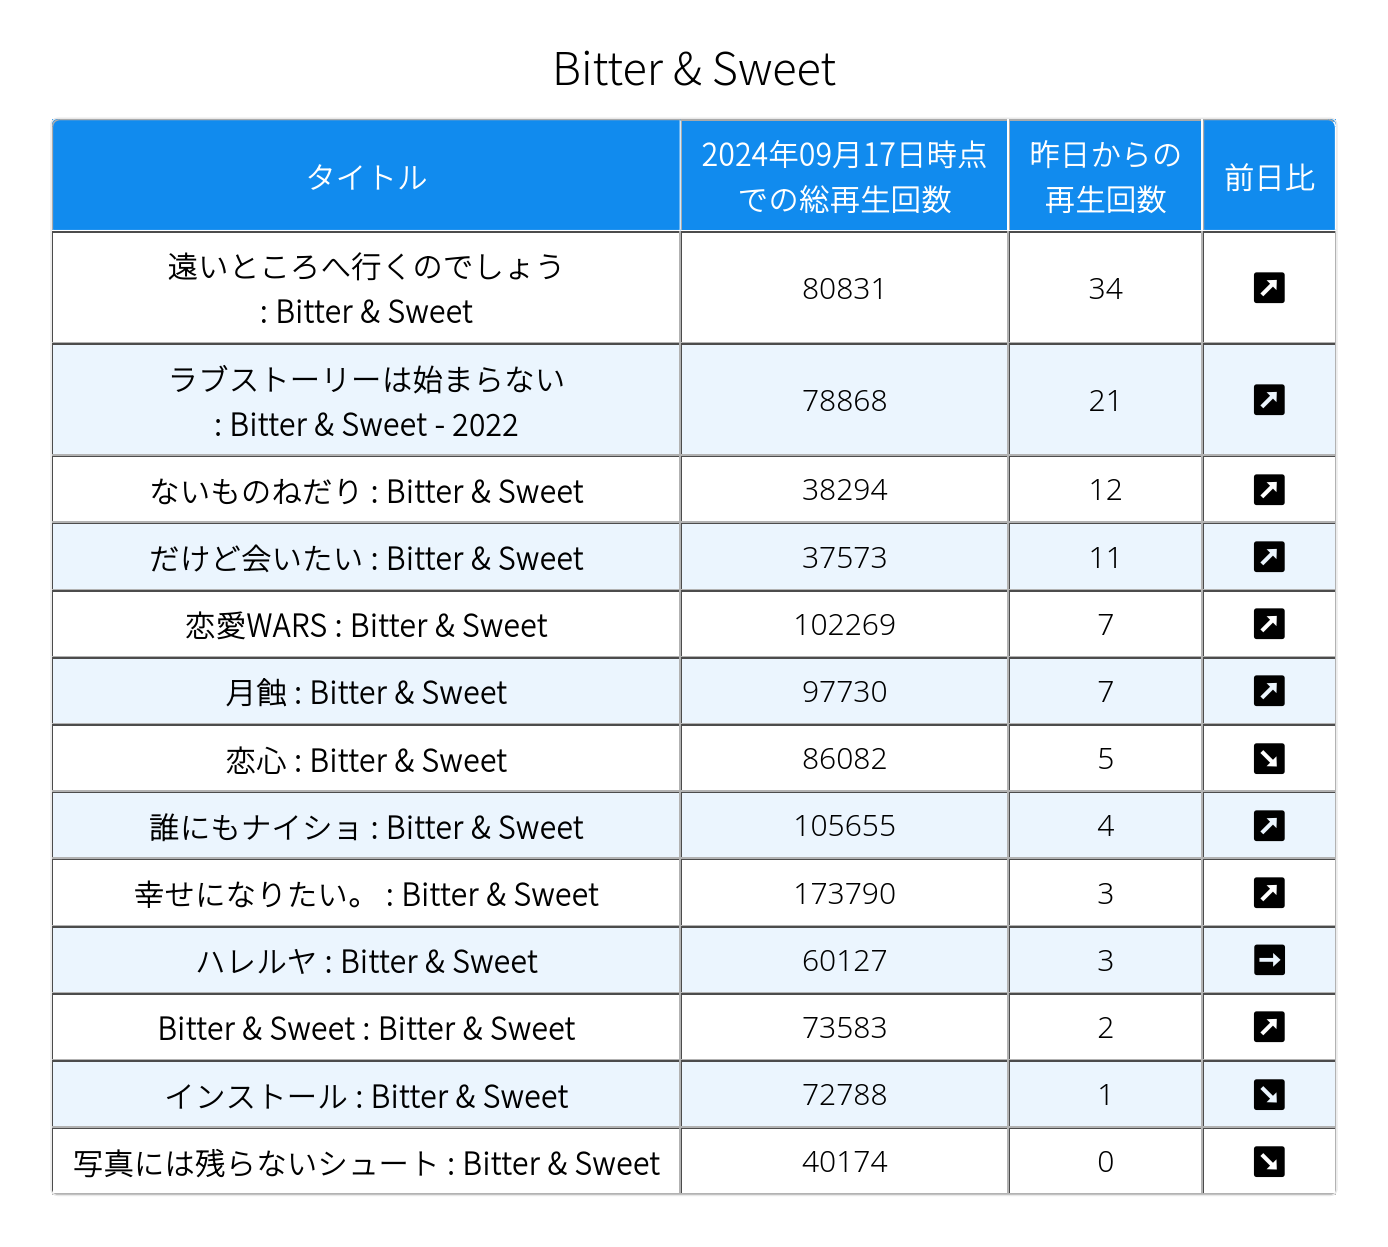 Bitter & Sweet
タイトル
2024年09月17日時点
での総再生回数
昨日からの
再生回数
前日比
遠いところへ行くのでしょう
: Bitter & Sweet
80831
34
ラブストーリーは始まらない
: Bitter & Sweet - 2022
78868
21
ないものねだり : Bitter & Sweet
38294
12
だけど会いたい : Bitter & Sweet
37573
11
恋愛WARS : Bitter & Sweet
102269
7
月蝕 : Bitter & Sweet
97730
7
恋心 : Bitter & Sweet
86082
5
誰にもナイショ : Bitter & Sweet
105655
4
幸せになりたい。 : Bitter & Sweet
173790
3
ハレルヤ : Bitter & Sweet
60127
3
Bitter & Sweet : Bitter & Sweet
73583
2
インストール : Bitter & Sweet
72788
1
写真には残らないシュート : Bitter & Sweet
40174
0